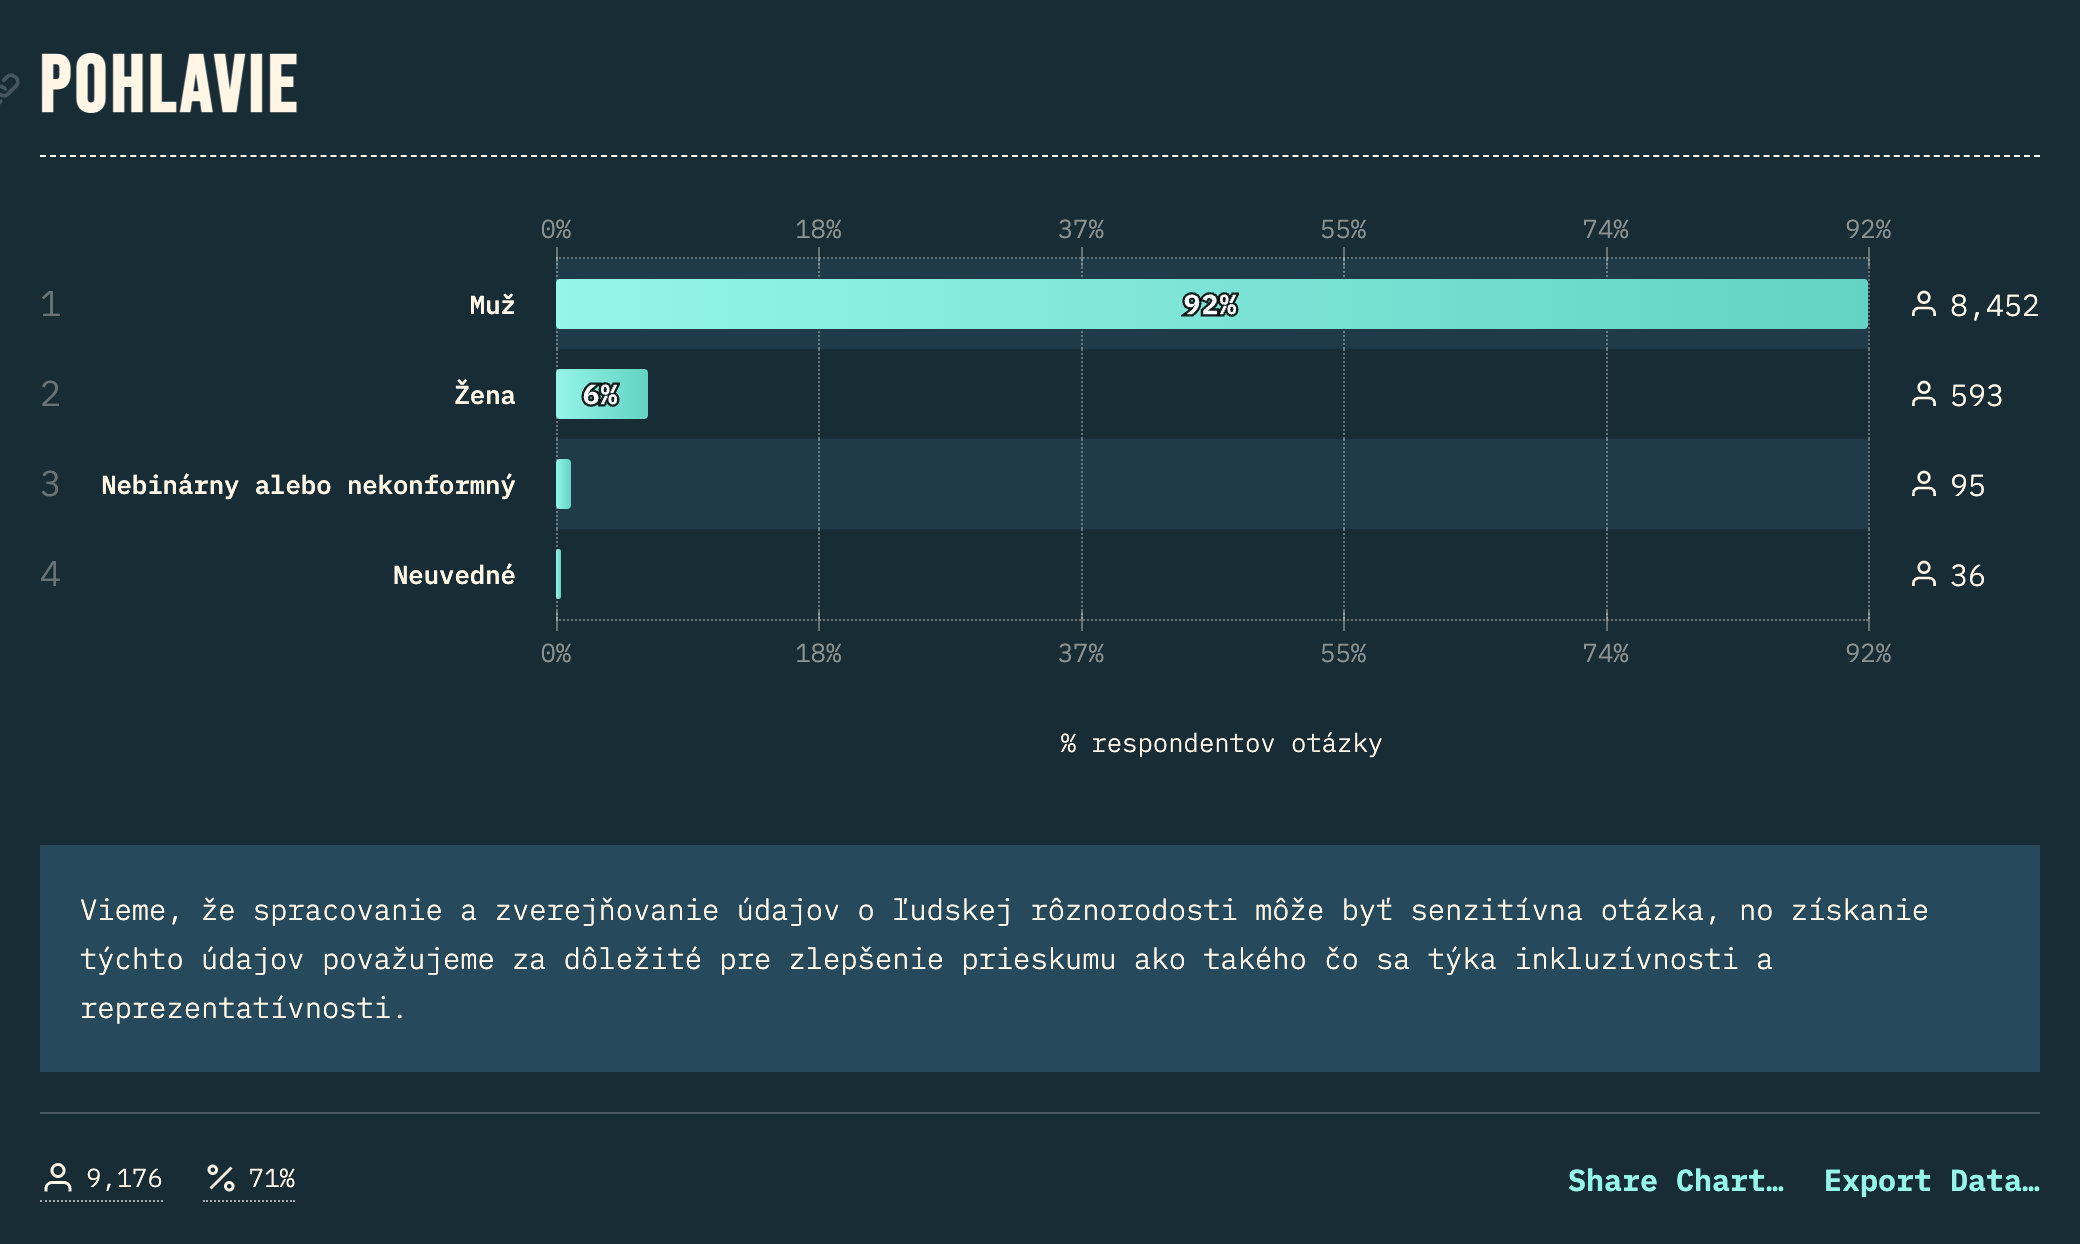 POHLAVIE
0% 18% 37% 55% 74% 92%
1 Muž 92% 8,452
2 Žena 6% 593
3 Nebinárny alebo nekonformný 95
4 Neuvedné 36
0% 18% 37% 55% 74% 92%
% respondentov otázky
Vieme, že spracovanie a zverejňovanie údajov o ľudskej rôznorodosti môže byť senzitívna otázka, no získanie
týchto údajov považujeme za dôležité pre zlepšenie prieskumu ako takého čo sa týka inkluzívnosti a
reprezentatívnosti.
9,176 71% Share Chart… Export Data…